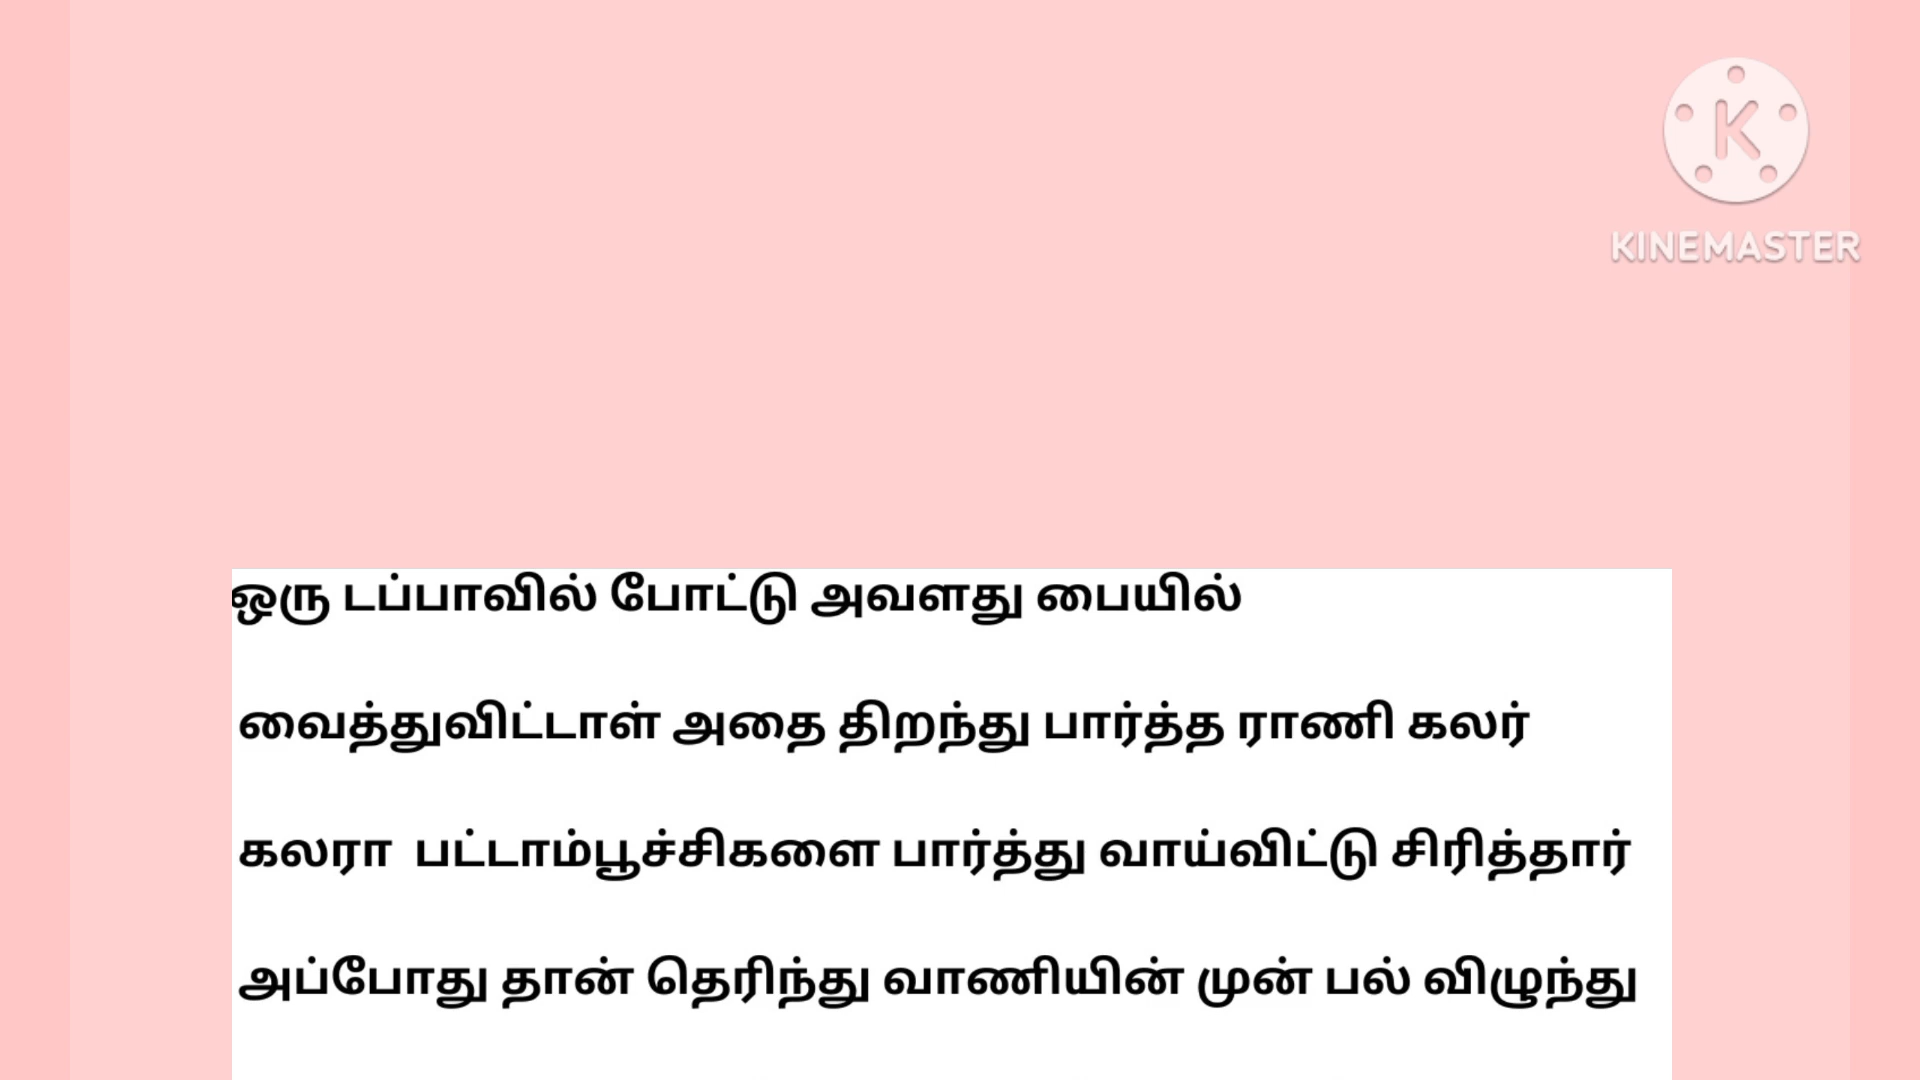 KINEMASTER
ஒரு டப்பாவில் போட்டு அவளது பையில்
வைத்துவிட்டாள் அதை திறந்து பார்த்த ராணி கலர்
கலரா பட்டாம்பூச்சிகளை பார்த்து வாய்விட்டு சிரித்தார்
அப்போது தான் தெரிந்து வாணியின் முன் பல் விழுந்து